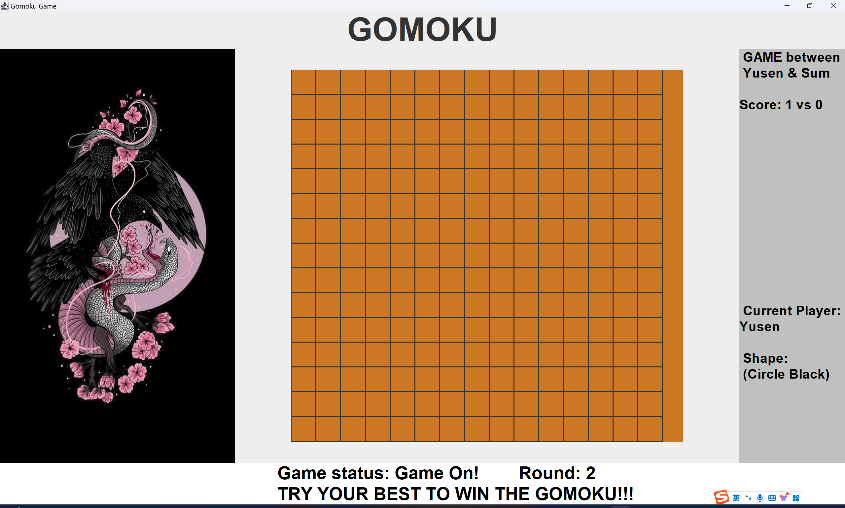 Gomoku Game
GOMOKU
GAME between
Yusen & Sum
Score: 1 vs 0
Current Player:
Yusen
Shape:
(Circle Black)
Game status: Game On! Round: 2
TRY YOUR BEST TO WIN THE GOMOKU!!!
英